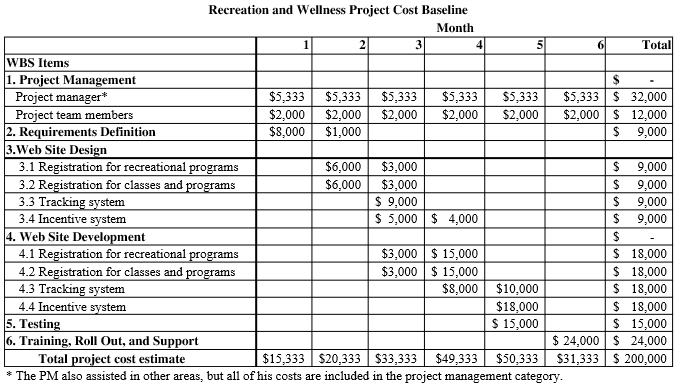 Recreation and Wellness Project Cost Baseline
Month
1 2 3 4 5 6 Total
WBS Items
1. Project Management $ -
Project manager* $5,333 $5,333 $5,333 $5,333 $5,333 $5,333 $ 32,000
Project team members $2,000 $2,000 $2,000 $2,000 $2,000 $2,000 $ 12,000
2. Requirements Definition $8,000 $1,000 $ 9,000
3.Web Site Design
3.1 Registration for recreational programs $6,000 $3,000 $ 9,000
3.2 Registration for classes and programs $6,000 $3,000 $ 9,000
3.3 Tracking system $ 9,000 $ 9,000
3.4 Incentive system $ 5,000 $ 4,000 $ 9,000
4. Web Site Development $ -
4.1 Registration for recreational programs $3,000 $ 15,000 $ 18,000
4.2 Registration for classes and programs $3,000 $ 15,000 $ 18,000
4.3 Tracking system $8,000 $10,000 $ 18,000
4.4 Incentive system $18,000 $ 18,000
5. Testing $ 15,000 $ 15,000
6. Training, Roll Out, and Support $ 24,000 $ 24,000
Total project cost estimate $15,333 $20,333 $33,333 $49,333 $50,333 $31,333 $ 200,000
* The PM also assisted in other areas, but all of his costs are included in the project management category.